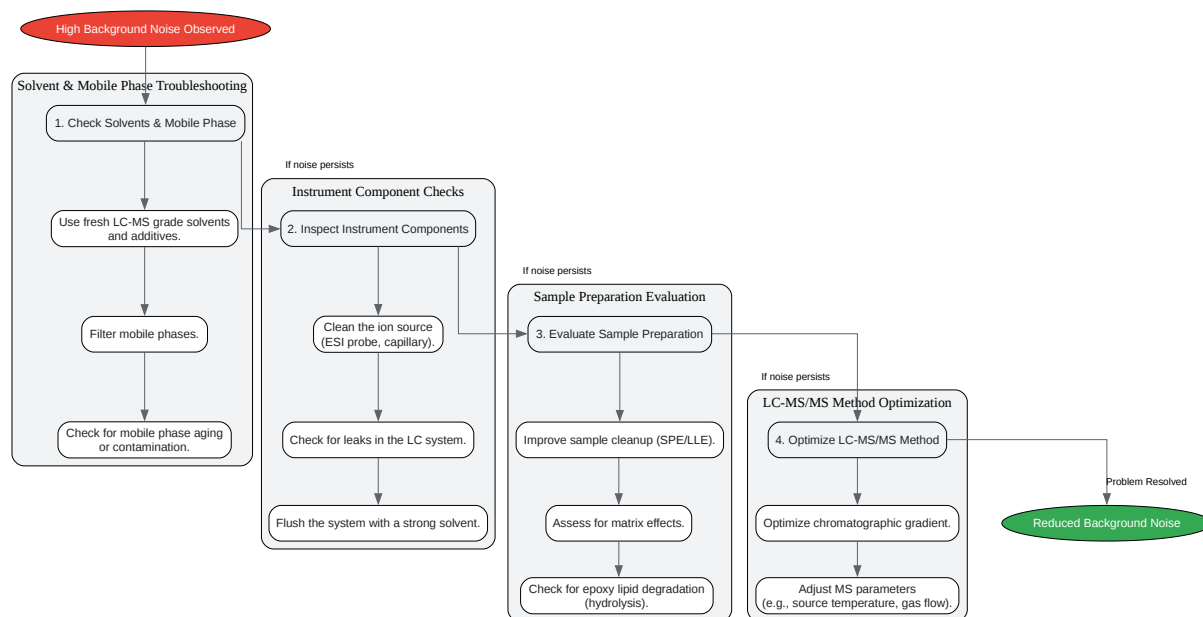 High Background Noise Observed
Solvent & Mobile Phase Troubleshooting
1. Check Solvents & Mobile Phase
Use fresh LC-MS grade solvents
and additives.
Filter mobile phases.
Check for mobile phase aging
or contamination.
If noise persists
Instrument Component Checks
2. Inspect Instrument Components
Clean the ion source
(ESI probe, capillary).
Check for leaks in the LC system.
Flush the system with a strong solvent.
If noise persists
Sample Preparation Evaluation
3. Evaluate Sample Preparation
Improve sample cleanup (SPE/LLE).
Assess for matrix effects.
Check for epoxy lipid degradation
(hydrolysis).
If noise persists
LC-MS/MS Method Optimization
4. Optimize LC-MS/MS Method
Optimize chromatographic gradient.
Adjust MS parameters
(e.g., source temperature, gas flow).
Problem Resolved
Reduced Background Noise